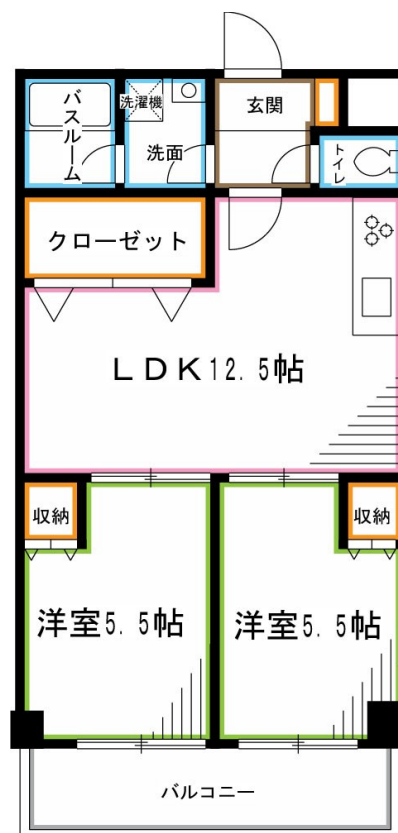 バスルーム
洗濯機
洗面
玄関
トイレ
クローゼット
LDK12.5帖
収納
収納
洋室5.5帖
洋室5.5帖
バルコニー